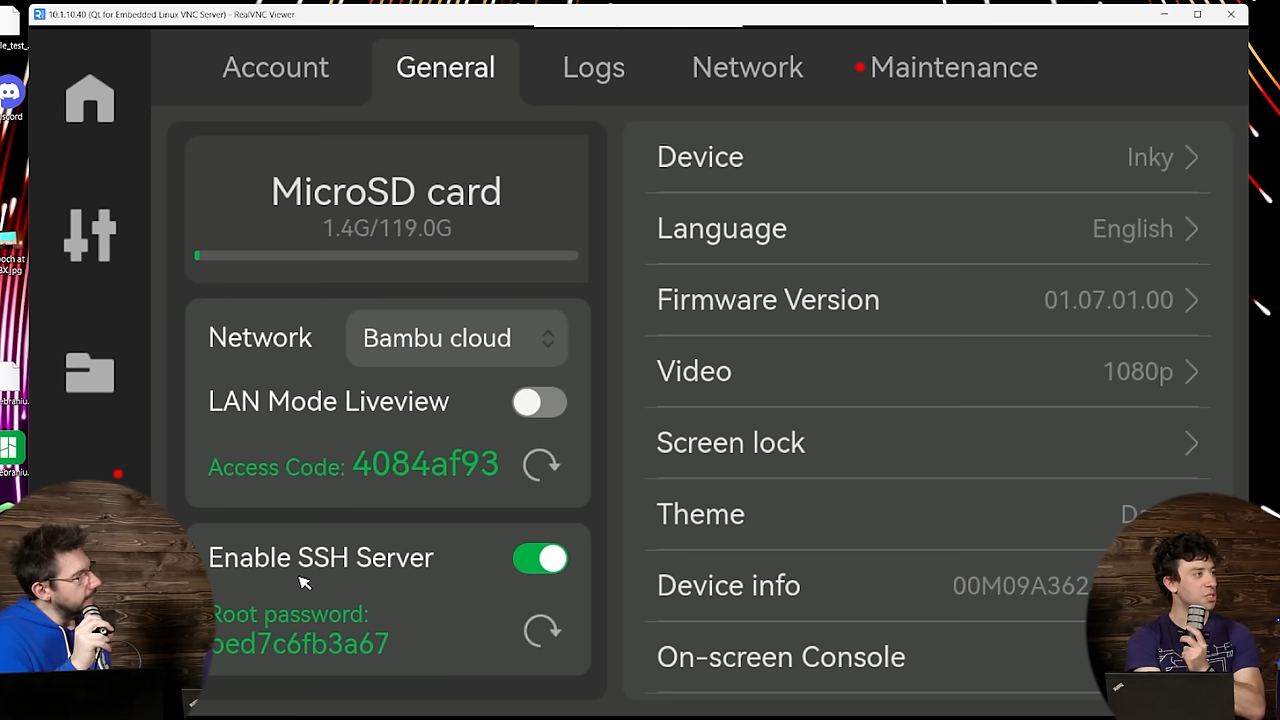 10.1.10.40 (Qt for Embedded Linux VNC Server) - RealVNC Viewer
Account
General
Logs
Network
Maintenance
MicroSD card
1.4G/119.0G
Network
Bambu cloud
LAN Mode Liveview
Access Code: 4084af93
Enable SSH Server
Root password:
ped7c6fb3a67
Device
Inky
Language
English
Firmware Version
01.07.01.00
Video
1080p
Screen lock
Theme
Device info
00M09A362
On-screen Console